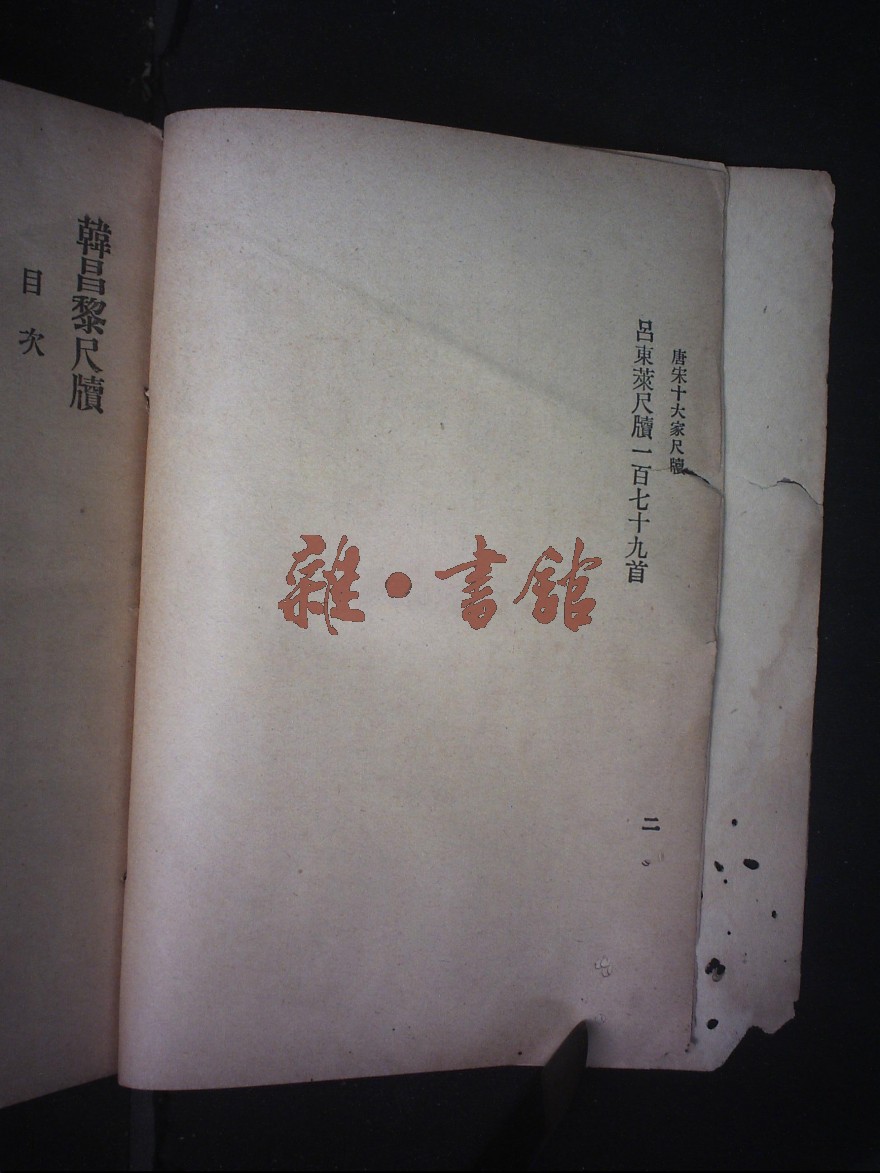 唐宋十大家尺牘
呂東萊尺牘一百七十九首
二
雜·書館
韓昌黎尺牘
目次